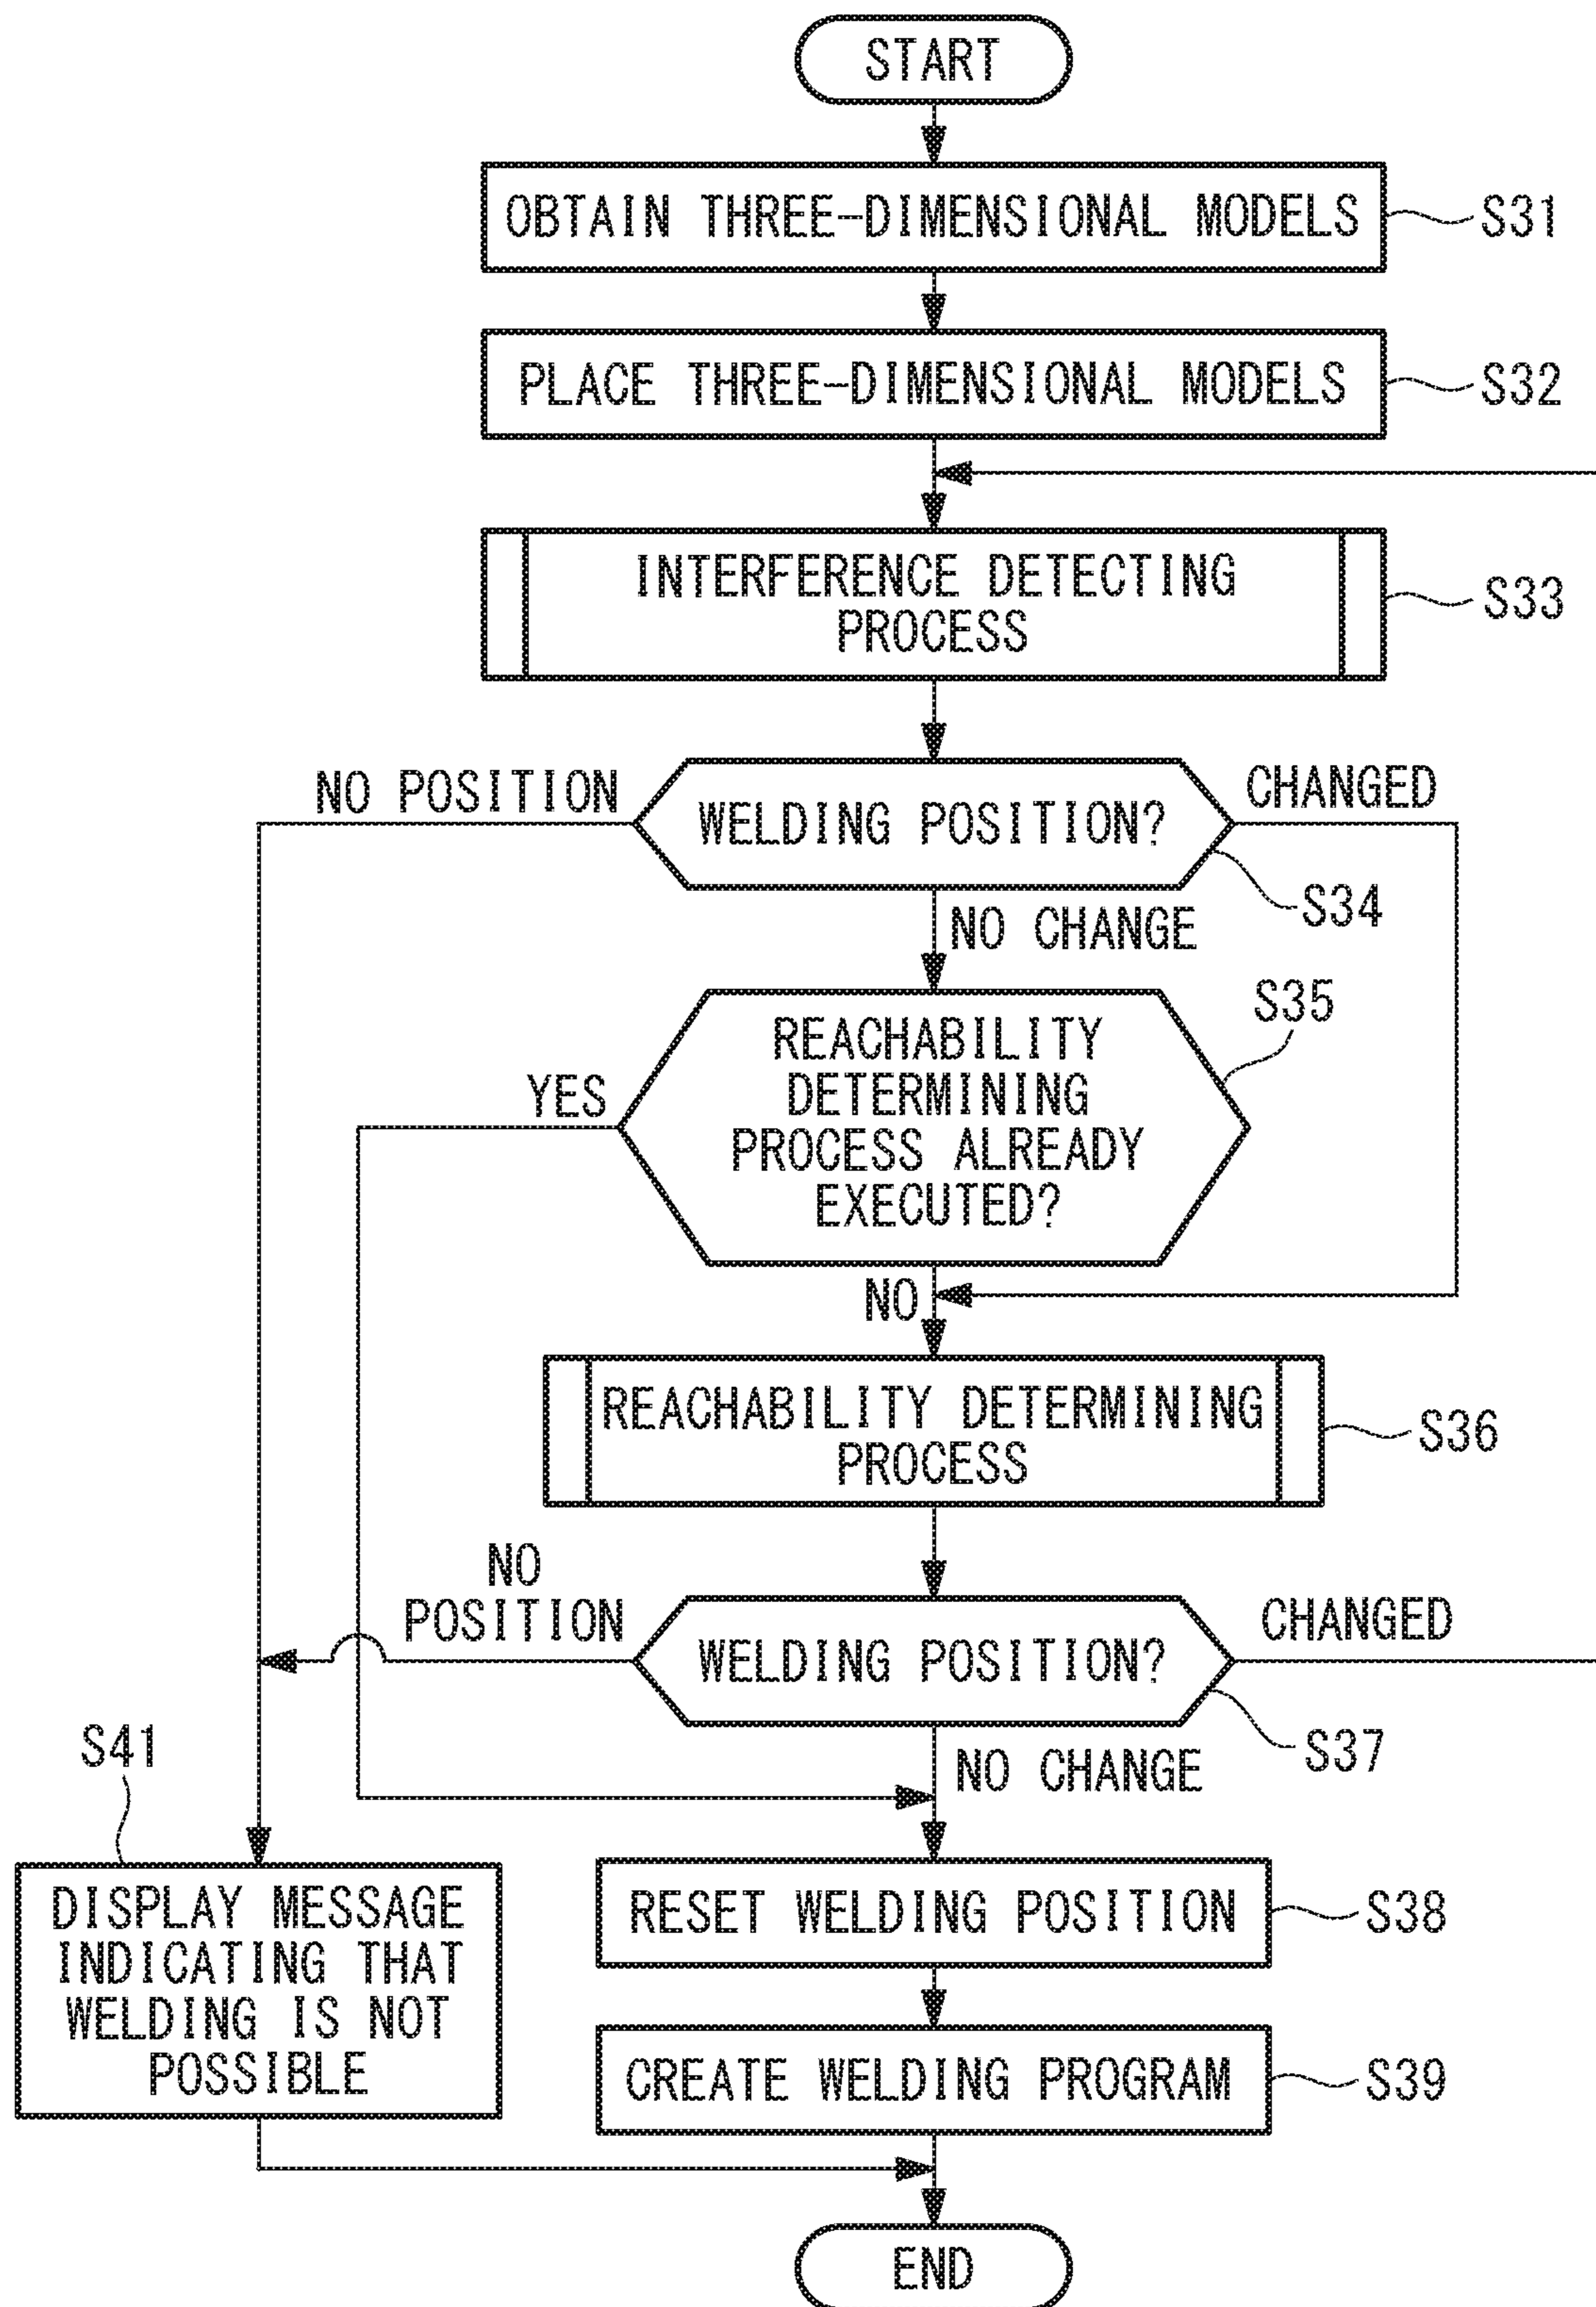 START
OBTAIN THREE-DIMENSIONAL MODELS
S31
PLACE THREE-DIMENSIONAL MODELS
S32
INTERFERENCE DETECTING
PROCESS
S33
NO POSITION
WELDING POSITION?
CHANGED
S34
NO CHANGE
S35
REACHABILITY
DETERMINING
PROCESS ALREADY
EXECUTED?
YES
NO
REACHABILITY DETERMINING
PROCESS
S36
NO
POSITION
WELDING POSITION?
CHANGED
S37
NO CHANGE
S41
DISPLAY MESSAGE
INDICATING THAT
WELDING IS NOT
POSSIBLE
RESET WELDING POSITION
S38
CREATE WELDING PROGRAM
S39
END